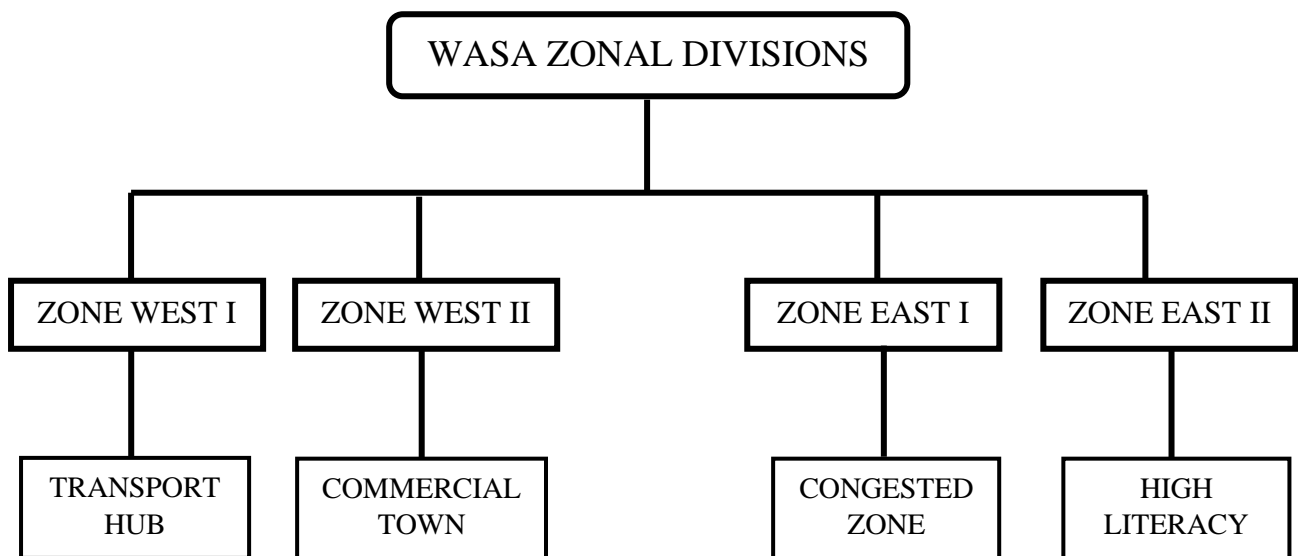 WASA ZONAL DIVISIONS
ZONE WEST I
ZONE WEST II
ZONE EAST I
ZONE EAST II
TRANSPORT
HUB
COMMERCIAL
TOWN
CONGESTED
ZONE
HIGH
LITERACY